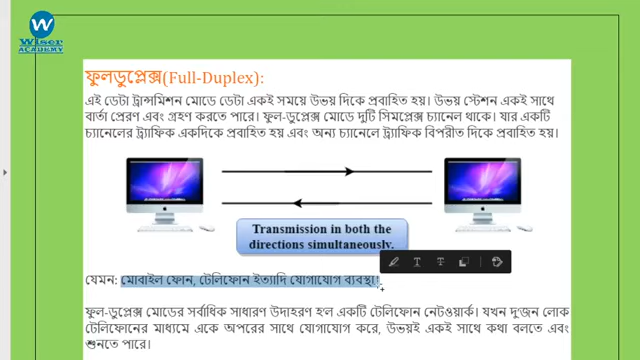 Wiser
ACADEMY
ফুলডুপ্লেক্স(Full-Duplex):
এই ডেটা ট্রান্সমিশন মোডে ডেটা একই সময়ে উভয় দিকে প্রবাহিত হয়। উভয় স্টেশন একই সাথে
বার্তা প্রেরণ এবং গ্রহণ করতে পারে। ফুল-ডুপ্লেক্স মোডে দুটি সিমপ্লেক্স চ্যানেল থাকে। যার একটি
চ্যানেলের ট্র্যাফিক একদিকে প্রবাহিত হয় এবং অন্য চ্যানেলে ট্র্যাফিক বিপরীত দিকে প্রবাহিত হয়।
Transmission in both the
directions simultaneously.
যেমন: মোবাইল ফোন, টেলিফোন ইত্যাদি যোগাযোগ ব্যবস্থা।
ফুল-ডুপ্লেক্স মোডের সর্বাধিক সাধারণ উদাহরণ হ'ল একটি টেলিফোন নেটওয়ার্ক। যখন দু'জন লোক
টেলিফোনের মাধ্যমে একে অপরের সাথে যোগাযোগ করে, উভয়ই একই সাথে কথা বলতে এবং
শুনতে পারে।